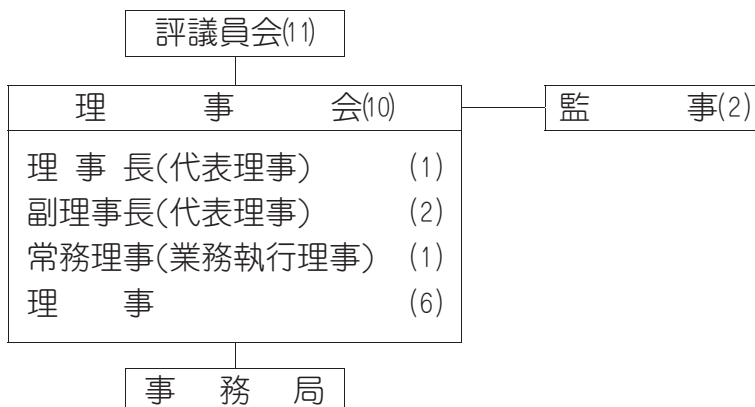 評議員会(11)
理事会(10)
監事(2)
理事長(代表理事) (1)
副理事長(代表理事) (2)
常務理事(業務執行理事) (1)
理事 (6)
事務局